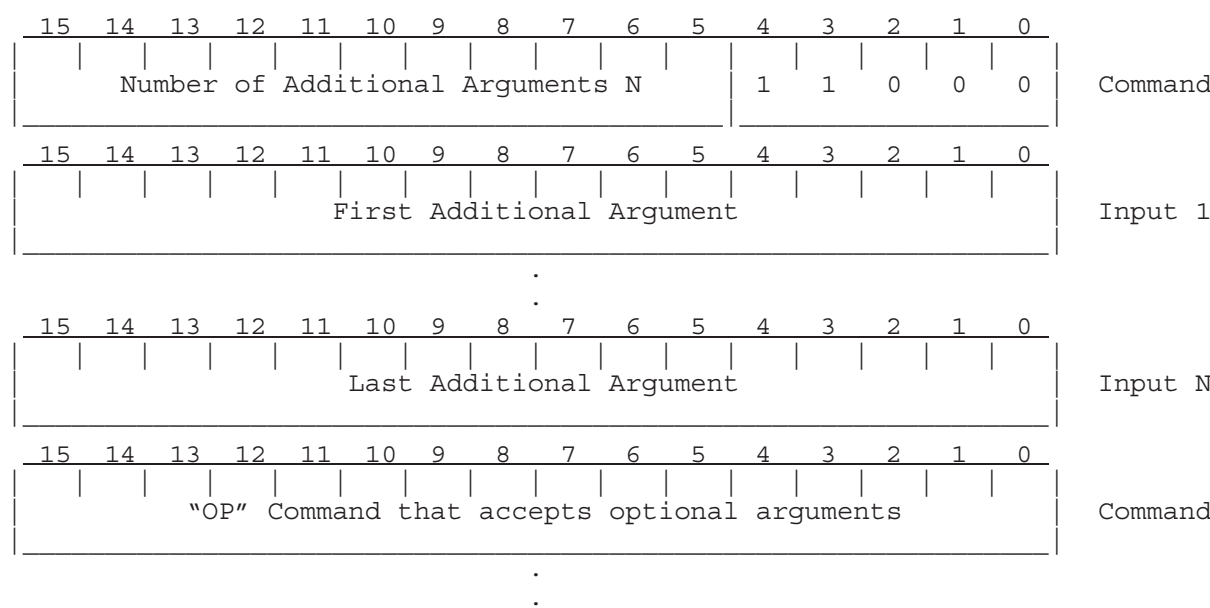 15 14 13 12 11 10 9 8 7 6 5 4 3 2 1 0
Number of Additional Arguments N 1 1 0 0 0 Command
15 14 13 12 11 10 9 8 7 6 5 4 3 2 1 0
First Additional Argument Input 1
.
.
15 14 13 12 11 10 9 8 7 6 5 4 3 2 1 0
Last Additional Argument Input N
15 14 13 12 11 10 9 8 7 6 5 4 3 2 1 0
“OP” Command that accepts optional arguments Command
.
.